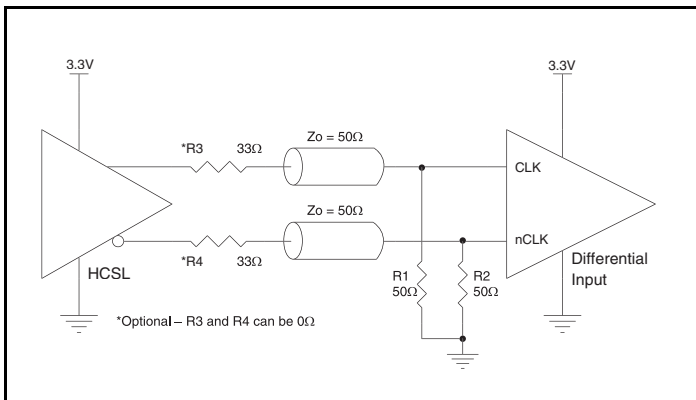 3.3V
3.3V
*R3
33Ω
Zo = 50Ω
CLK
Zo = 50Ω
nCLK
*R4
33Ω
HCSL
R1
50Ω
R2
50Ω
Differential
Input
*Optional – R3 and R4 can be 0Ω